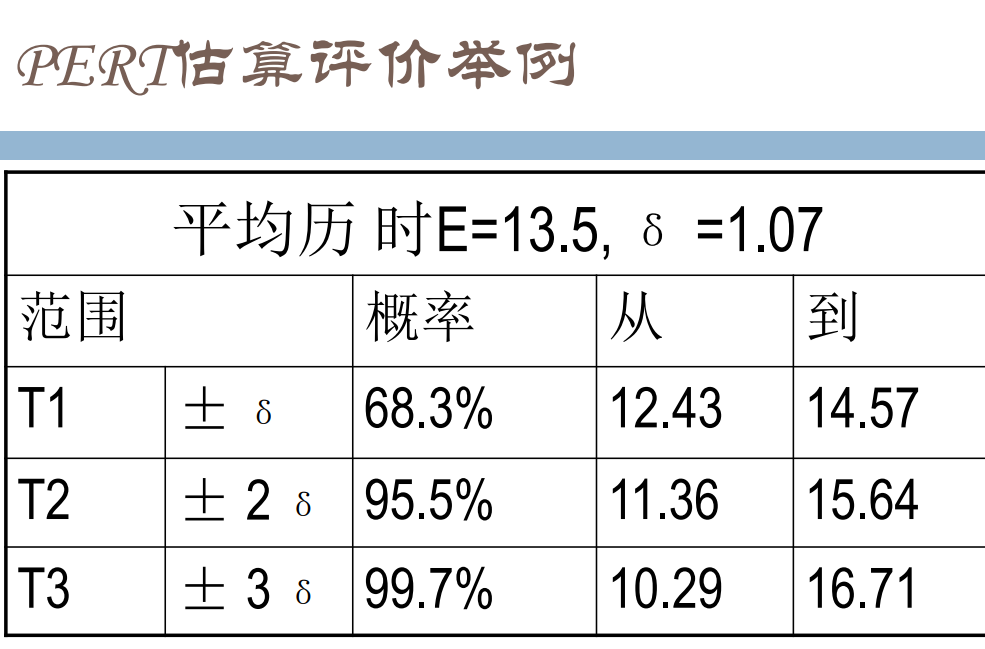 PERT估算评价举例
平均历 时E=13.5, δ =1.07
范围 概率 从 到
T1 ± δ 68.3% 12.43 14.57
T2 ± 2 δ 95.5% 11.36 15.64
T3 ± 3 δ 99.7% 10.29 16.71